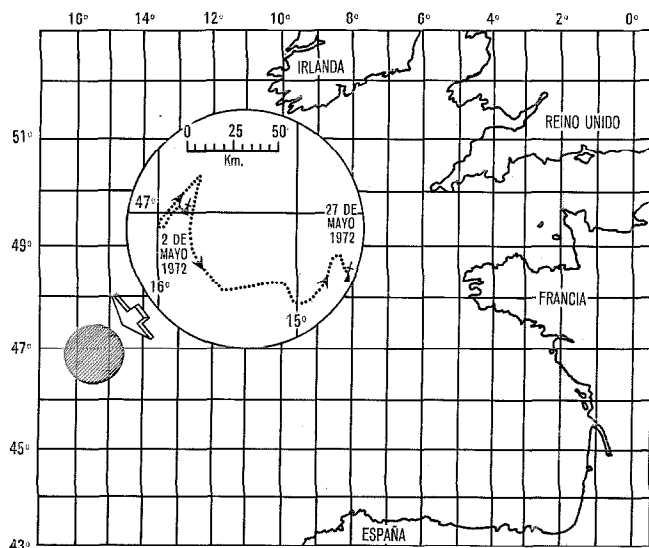 16° 14° 12° 10° 8° 6° 4° 2° 0°
IRLANDA
REINO UNIDO
51°
0 25 50
Km.
47°
27 DE
MAYO
1972
2 DE
MAYO
1972
49°
16°
15°
FRANCIA
47°
45°
43°
ESPAÑA